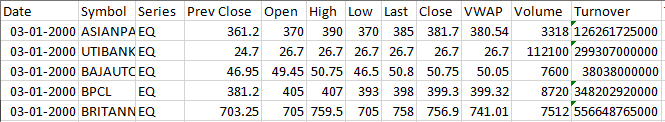 Date Symbol Series Prev Close Open High Low Last Close VWAP Volume Turnover
03-01-2000 ASIANPA EQ 361.2 370 390 370 385 381.7 380.54 3318 126261725000
03-01-2000 UTIBANK EQ 24.7 26.7 26.7 26.7 26.7 26.7 26.7 112100 299307000000
03-01-2000 BAJAUTO EQ 46.95 49.45 50.75 46.5 50.8 50.75 50.05 7600 38038000000
03-01-2000 BPCL EQ 381.2 405 407 393 398 399.3 399.32 8720 348202920000
03-01-2000 BRITANN EQ 703.25 705 759.5 705 758 756.9 741.01 7512 556648765000